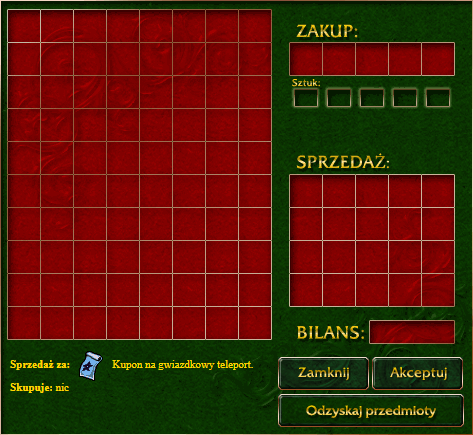 ZAKUP:
Sztuk:
SPRZEDAŻ:
BILANS:
Sprzedaż za: Kupon na gwiazdkowy teleport.
Skupuje: nic
Zamknij Akceptuj
Odzyskaj przedmioty